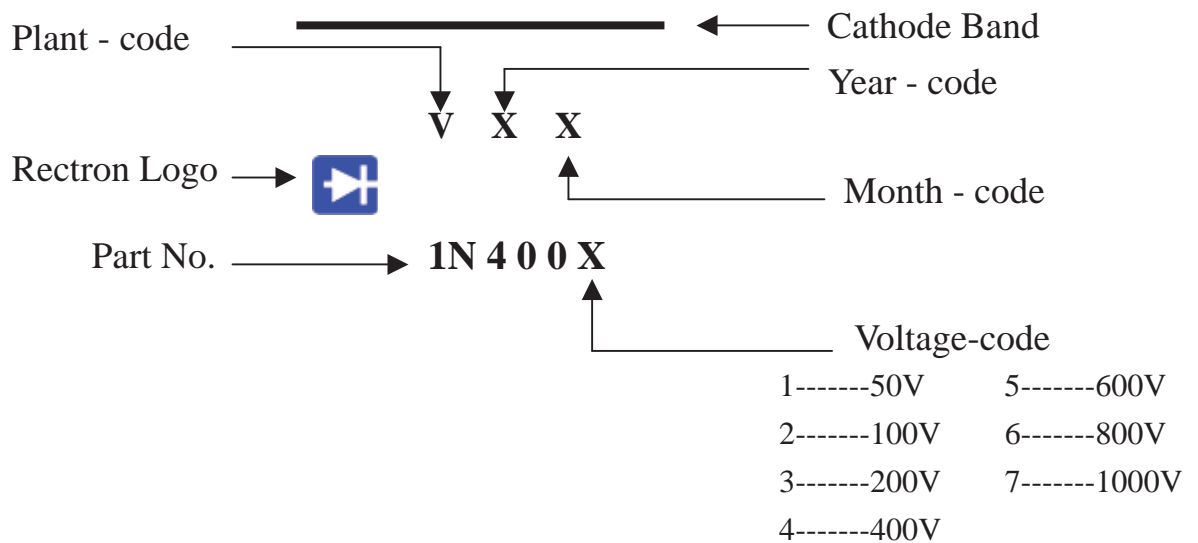 Plant - code
Cathode Band
Year - code
V X X
Rectron Logo
Month - code
Part No.
1N 4 0 0 X
Voltage-code
1-------50V 5-------600V
2-------100V 6-------800V
3-------200V 7-------1000V
4-------400V